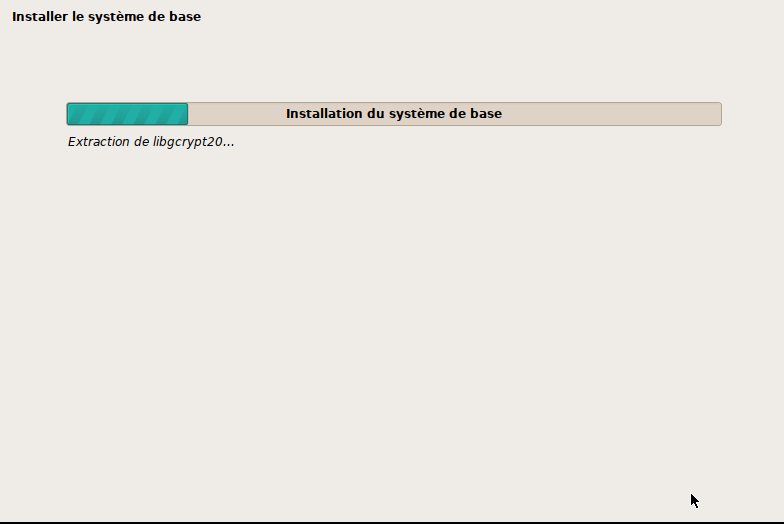 Installer le système de base
Installation du système de base
Extraction de libgcrypt20...